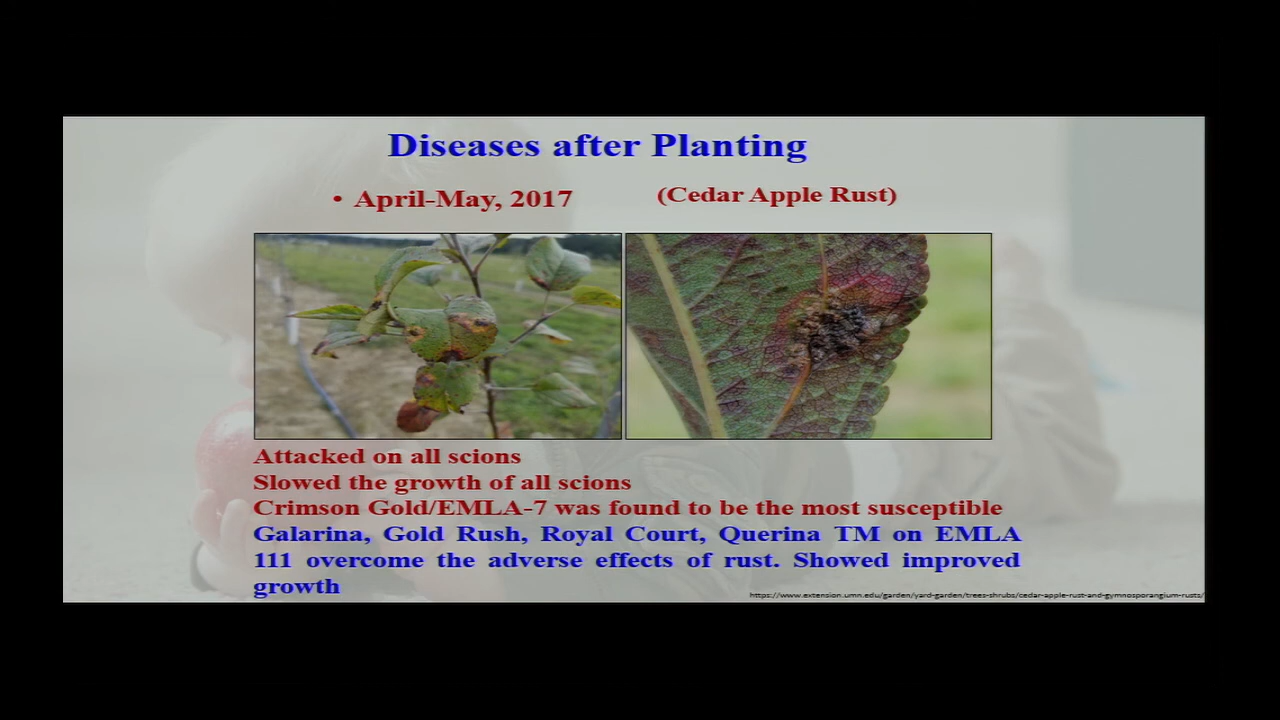 Diseases after Planting
• April-May, 2017 (Cedar Apple Rust)
Attacked on all scions
Slowed the growth of all scions
Crimson Gold/EMLA-7 was found to be the most susceptible
Galarina, Gold Rush, Royal Court, Querina TM on EMLA
111 overcome the adverse effects of rust. Showed improved
growth
https://www.extension.umn.edu/garden/yard-garden/trees-shrubs/cedar-apple-rust-and-gymnosporangium-rusts/